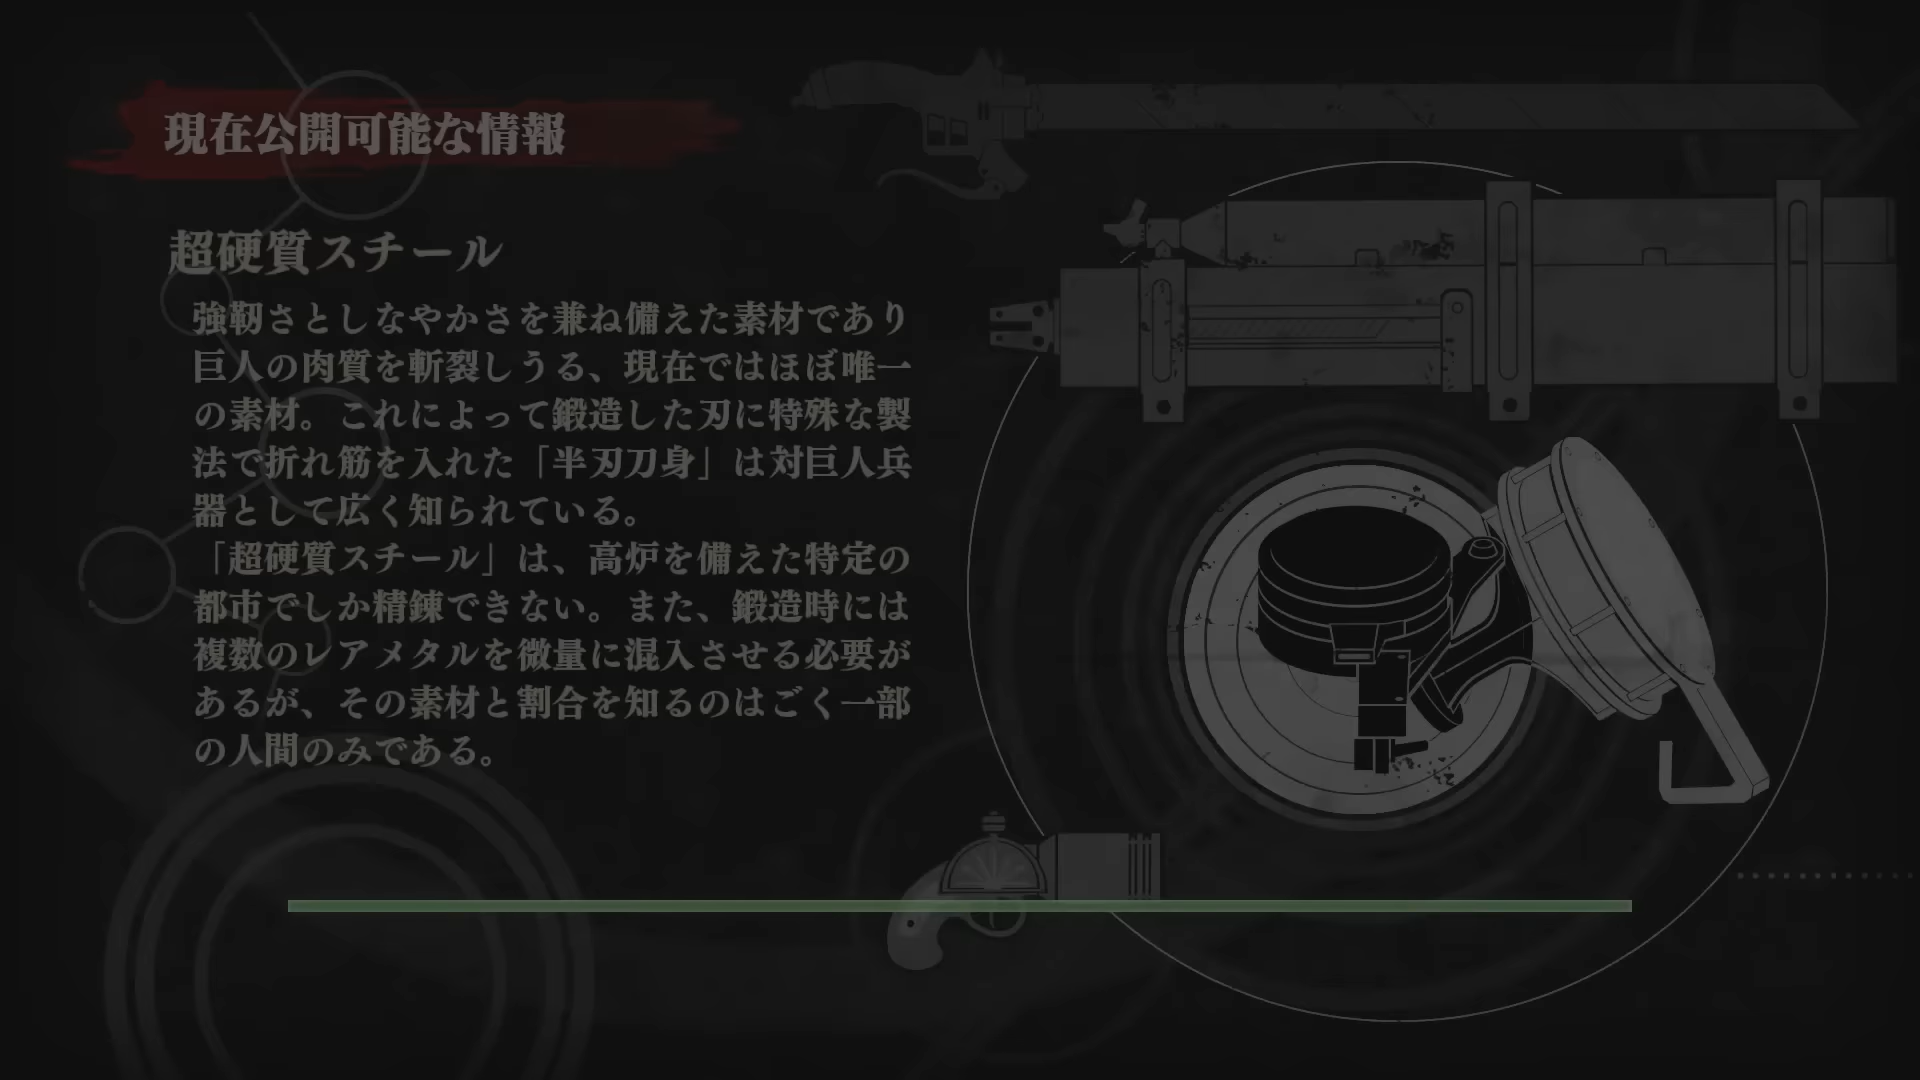 現在公開可能な情報
超硬質スチール
強靭さとしなやかさを兼ね備えた素材であり
巨人の肉質を斬裂しうる、現在ではほぼ唯一
の素材。これによって鍛造した刃に特殊な製
法で折れ筋を入れた「半刃刀身」は対巨人兵
器として広く知られている。
「超硬質スチール」は、高炉を備えた特定の
都市でしか精錬できない。また、鍛造時には
複数のレアメタルを微量に混入させる必要が
あるが、その素材と割合を知るのはごく一部
の人間のみである。